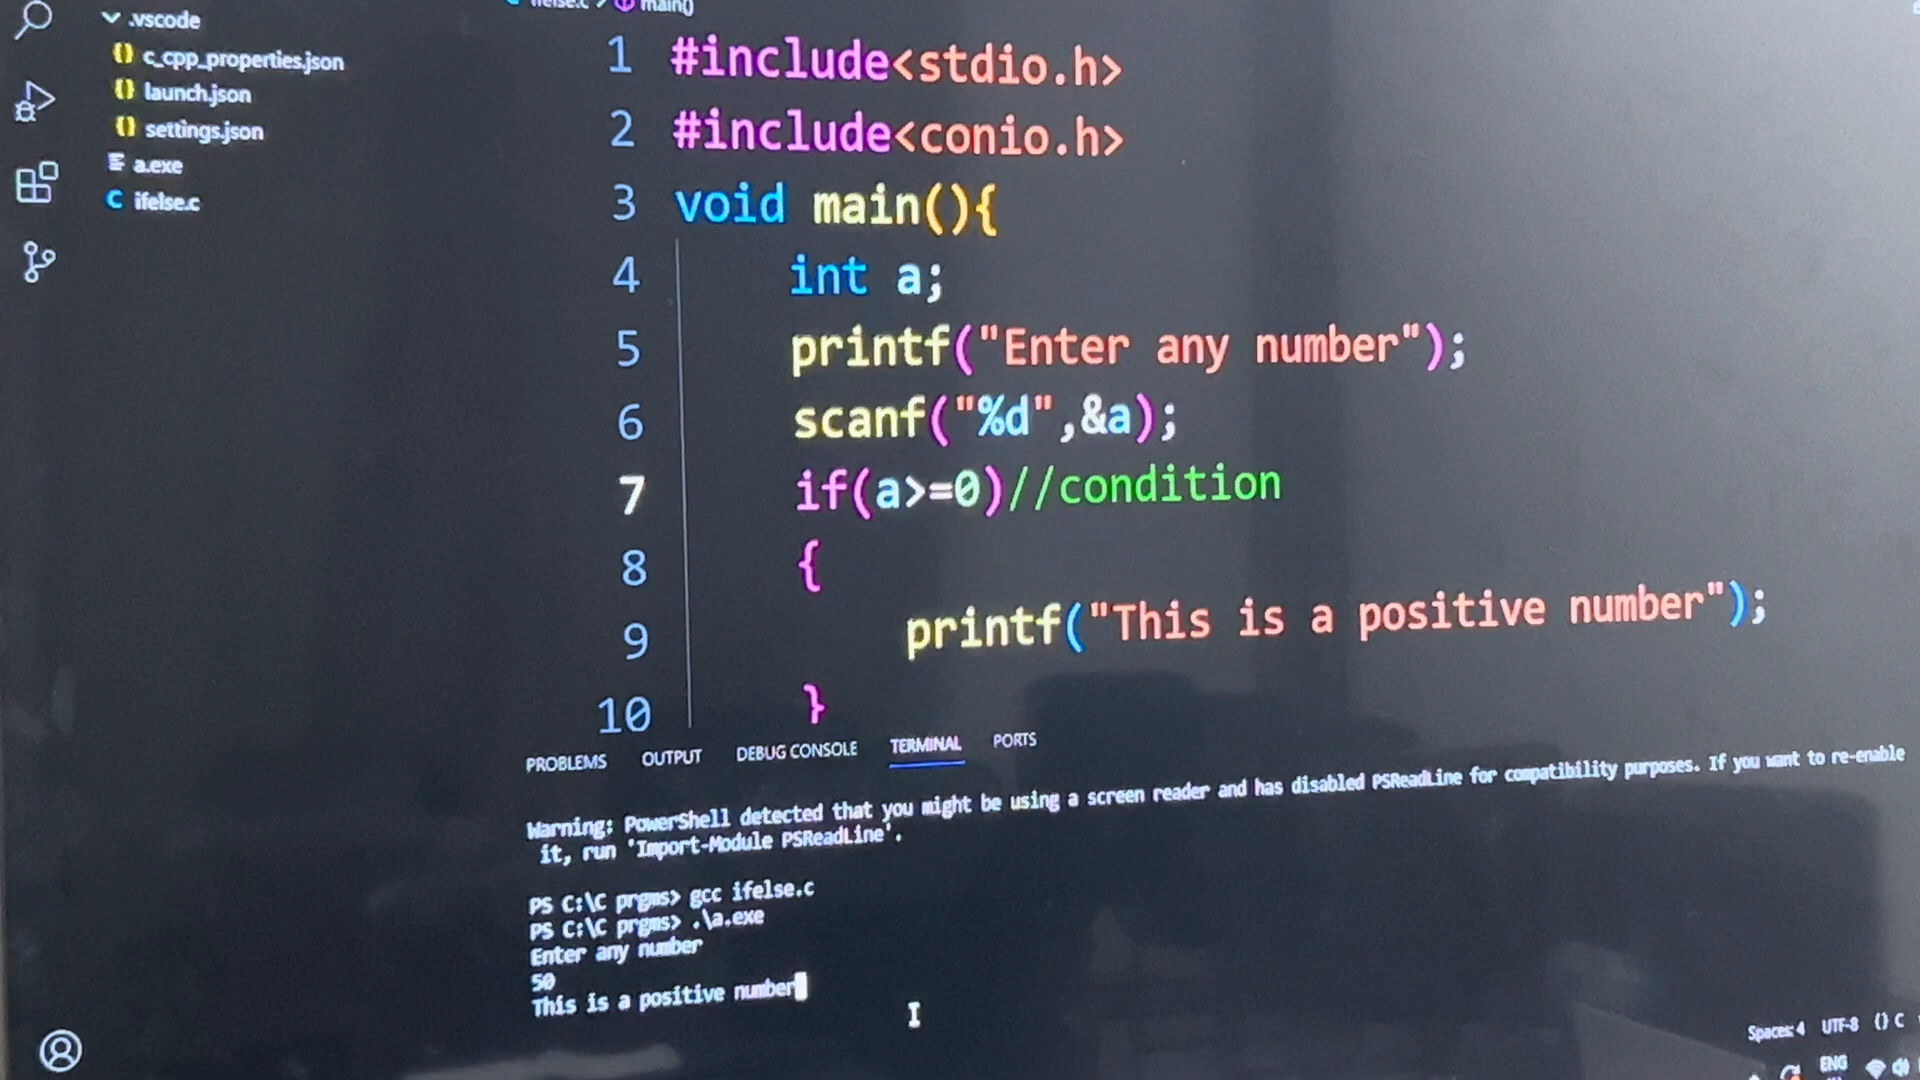 ifelse.c > main()
.vscode
c_cpp_properties.json
launch.json
settings.json
a.exe
C ifelse.c
1 #include<stdio.h>
2 #include<conio.h>
3 void main(){
4 int a;
5 printf("Enter any number");
6 scanf("%d",&a);
7 if(a>=0)//condition
8 {
9 printf("This is a positive number");
10 }
PROBLEMS OUTPUT DEBUG CONSOLE TERMINAL PORTS
Warning: PowerShell detected that you might be using a screen reader and has disabled PSReadLine for compatibility purposes. If you want to re-enable
it, run 'Import-Module PSReadLine'.
PS C:\C prgms> gcc ifelse.c
PS C:\C prgms> .\a.exe
Enter any number
50
This is a positive number
Spaces: 4 UTF-8 {} C
ENG